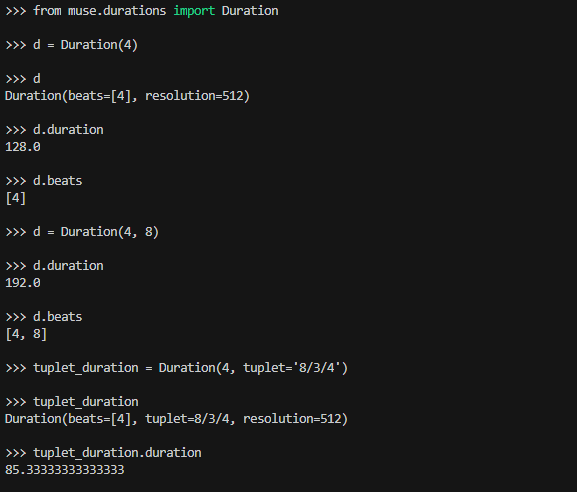 >>> from muse.durations import Duration
>>> d = Duration(4)
>>> d
Duration(beats=[4], resolution=512)
>>> d.duration
128.0
>>> d.beats
[4]
>>> d = Duration(4, 8)
>>> d.duration
192.0
>>> d.beats
[4, 8]
>>> tuplet_duration = Duration(4, tuplet='8/3/4')
>>> tuplet_duration
Duration(beats=[4], tuplet=8/3/4, resolution=512)
>>> tuplet_duration.duration
85.33333333333333